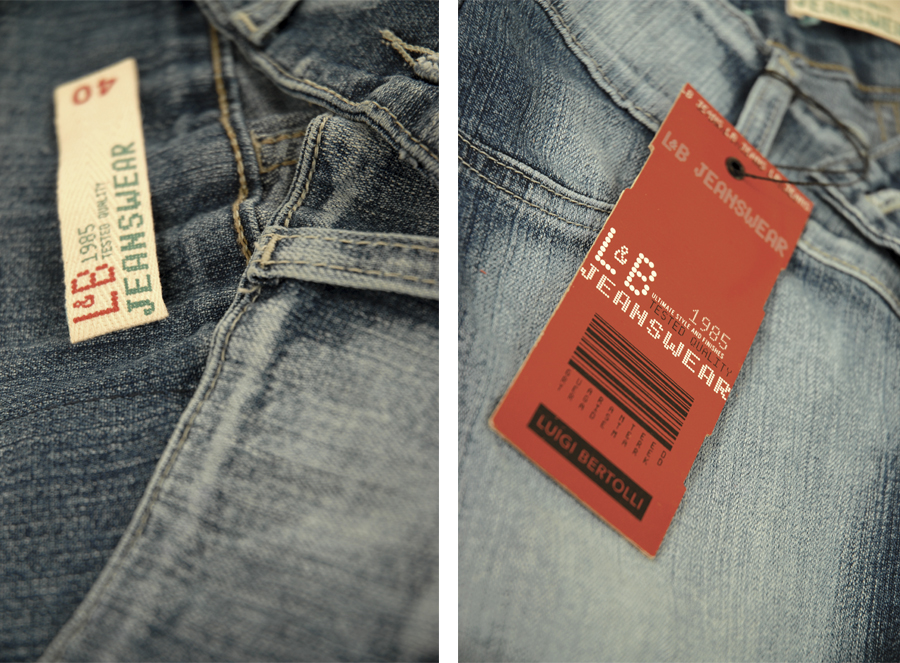 40
L&B 1985
TESTED QUALITY
JEANSWEAR
L&B JEANSWEAR
L&B
1985
ULTIMATE STYLE AND FINISHES
TESTED QUALITY
JEANSWEAR
LUIGI BERTOLLI